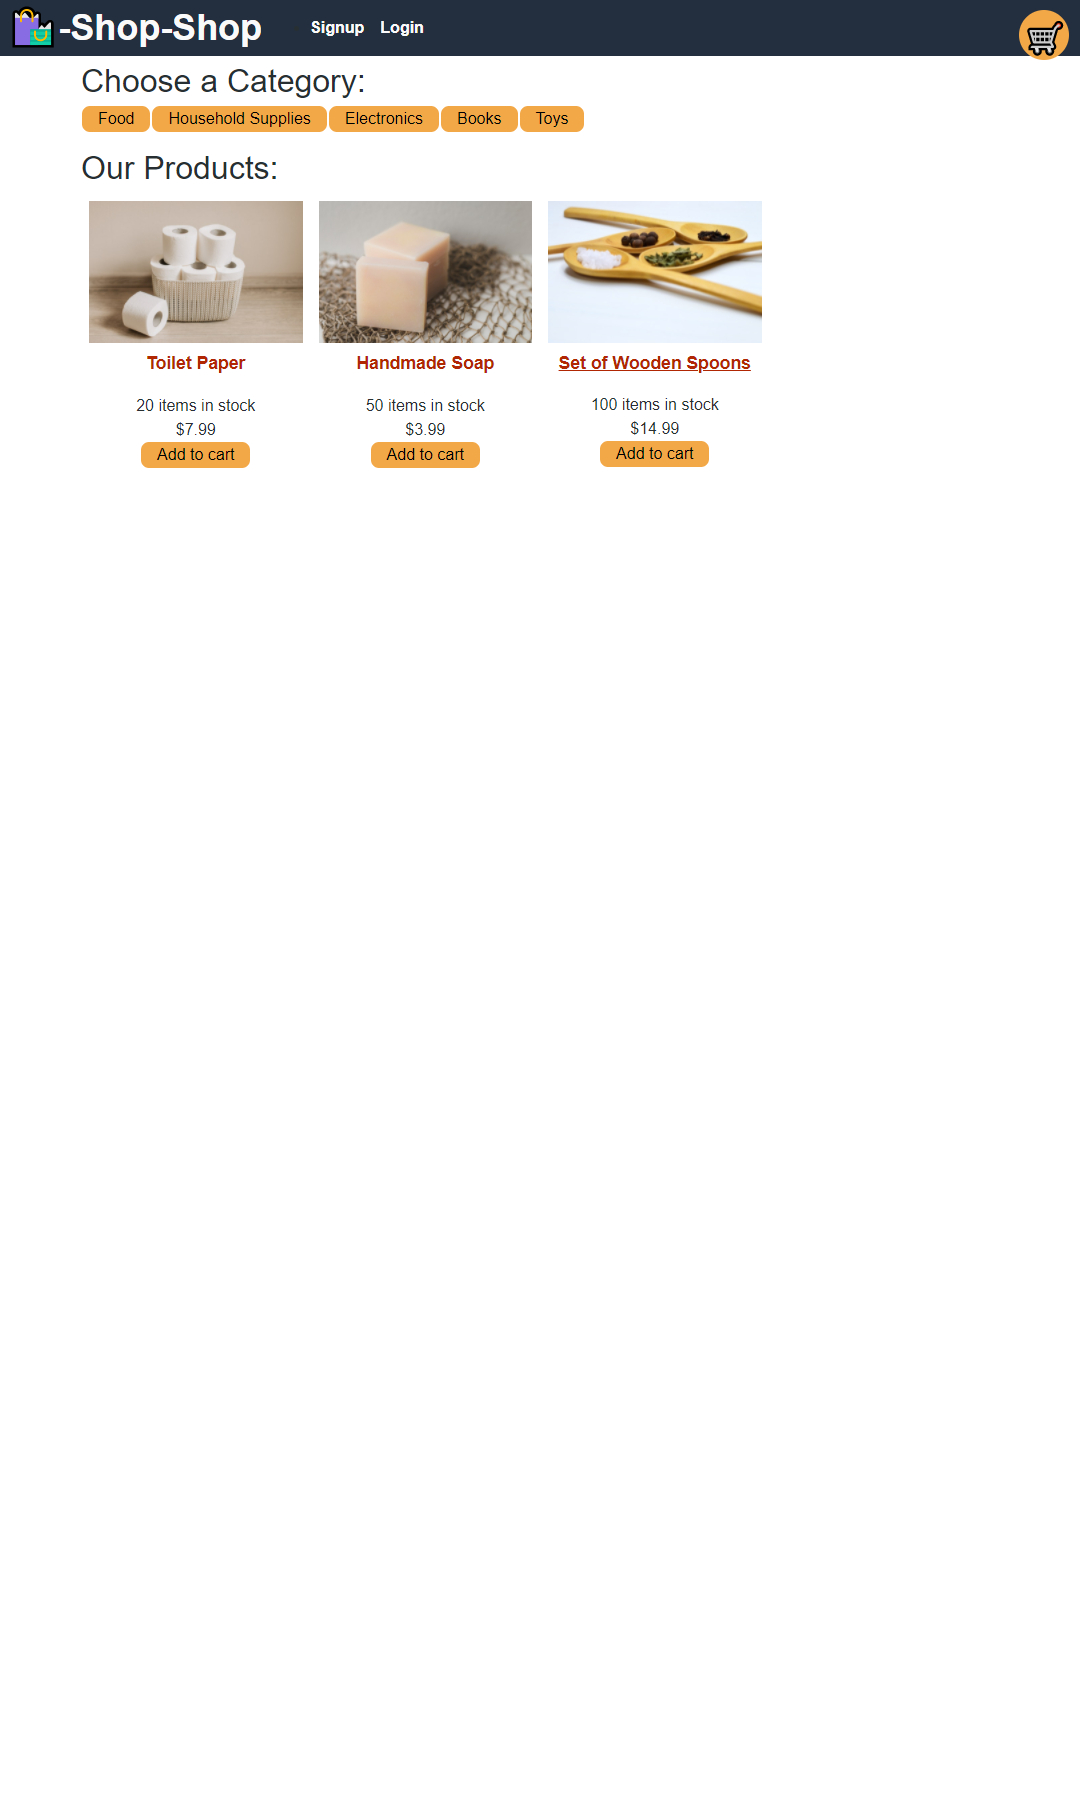 -Shop-Shop Signup Login
Choose a Category:
Food Household Supplies Electronics Books Toys
Our Products:
Toilet Paper
20 items in stock
$7.99
Add to cart
Handmade Soap
50 items in stock
$3.99
Add to cart
Set of Wooden Spoons
100 items in stock
$14.99
Add to cart